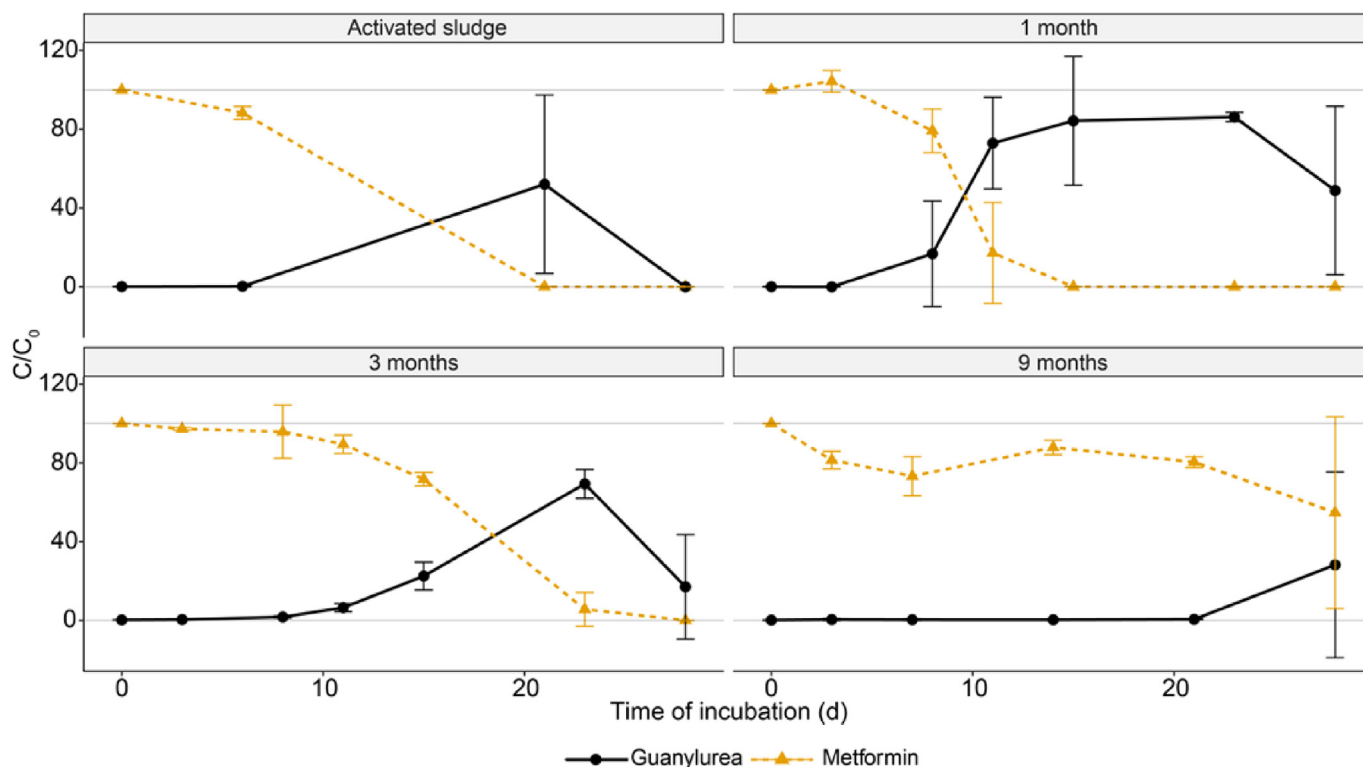 Activated sludge
1 month
120
80
40
0
C/C0
3 months
9 months
120
80
40
0
0 10 20 0 10 20
Time of incubation (d)
Guanylurea Metformin